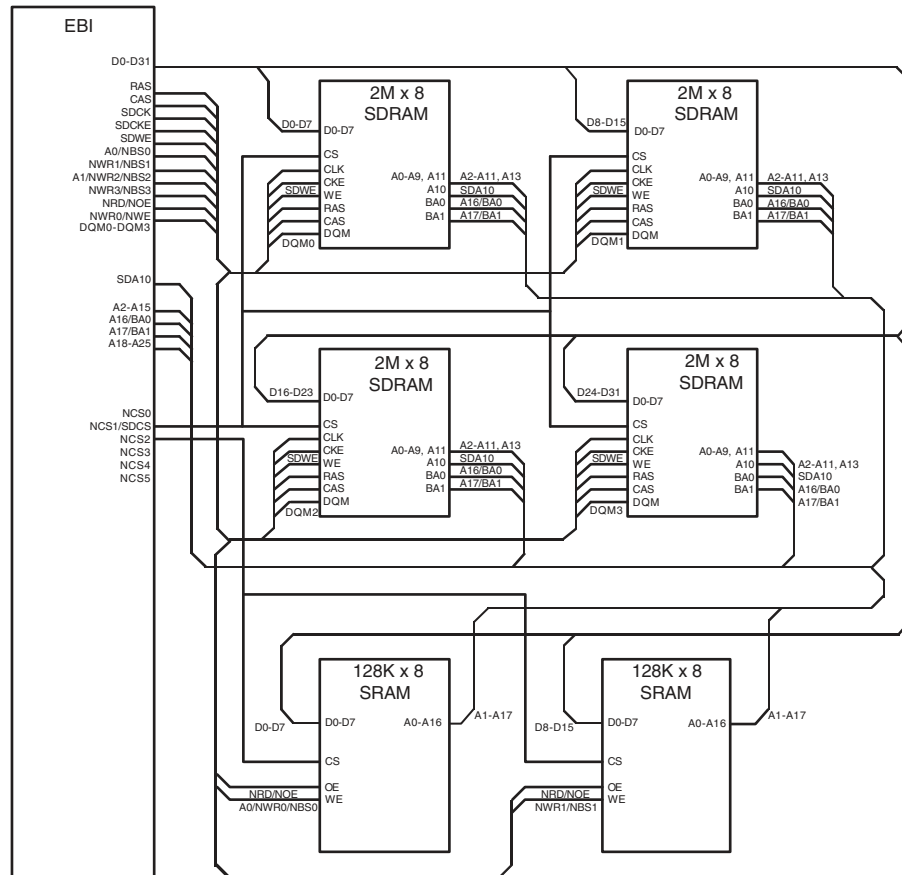 EBI
D0-D31
RAS
CAS
SDCK
SDCKE
SDWE
A0/NBS0
NWR1/NBS1
A1/NWR2/NBS2
NWR3/NBS3
NRD/NOE
NWR0/NWE
DQM0-DQM3
SDA10
A2-A15
A16/BA0
A17/BA1
A18-A25
NCS0
NCS1/SDCS
NCS2
NCS3
NCS4
NCS5
2M x 8
SDRAM
D0-D7
D0-D7
CS
CLK
CKE
SDWE
WE
RAS
CAS
DQM0
DQM
A0-A9, A11
A10
BA0
BA1
A2-A11, A13
SDA10
A16/BA0
A17/BA1
2M x 8
SDRAM
D8-D15
D0-D7
CS
CLK
CKE
SDWE
WE
RAS
CAS
DQM1
DQM
A0-A9, A11
A10
BA0
BA1
A2-A11, A13
SDA10
A16/BA0
A17/BA1
2M x 8
SDRAM
D16-D23
D0-D7
CS
CLK
CKE
SDWE
WE
RAS
CAS
DQM2
DQM
A0-A9, A11
A10
BA0
BA1
A2-A11, A13
SDA10
A16/BA0
A17/BA1
2M x 8
SDRAM
D24-D31
D0-D7
CS
CLK
CKE
SDWE
WE
RAS
CAS
DQM3
DQM
A0-A9, A11
A10
BA0
BA1
A2-A11, A13
SDA10
A16/BA0
A17/BA1
128K x 8
SRAM
D0-D7
D0-D7
CS
NRD/NOE
OE
A0/NWR0/NBS0
WE
A0-A16
A1-A17
128K x 8
SRAM
D8-D15
D0-D7
CS
NRD/NOE
OE
NWR1/NBS1
WE
A0-A16
A1-A17